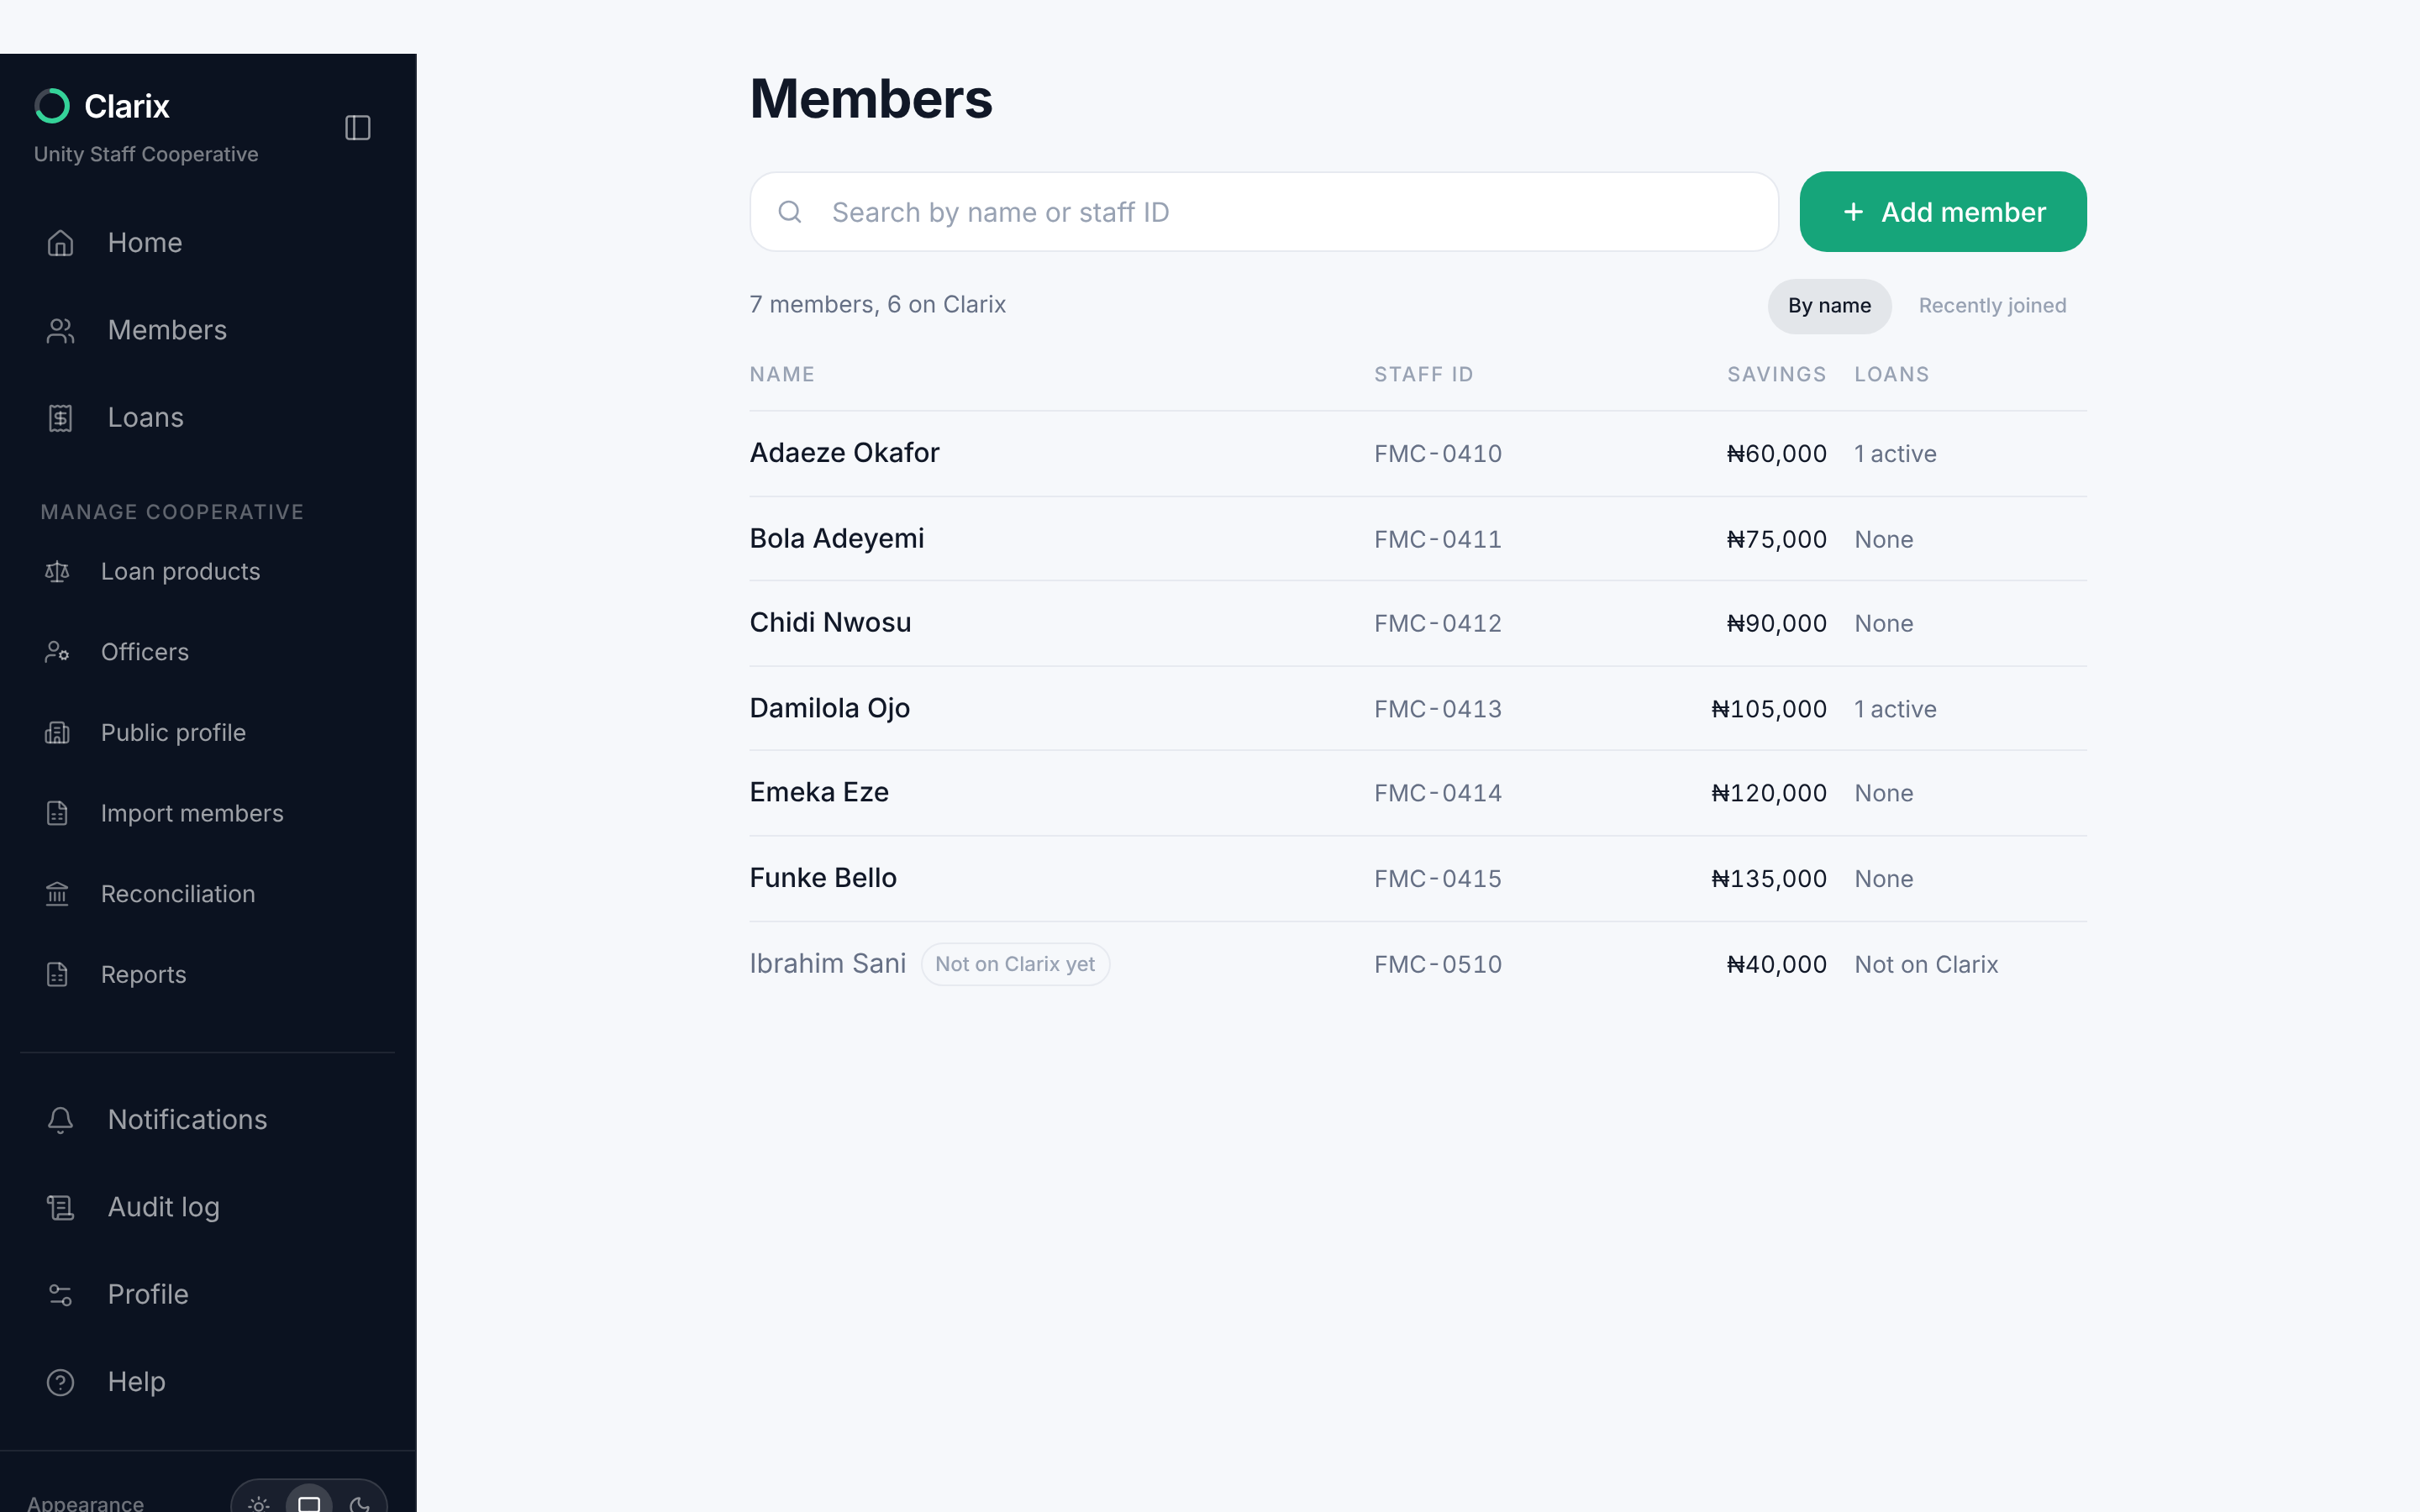 Clarix
Unity Staff Cooperative
Home
Members
Loans
MANAGE COOPERATIVE
Loan products
Officers
Public profile
Import members
Reconciliation
Reports
Notifications
Audit log
Profile
Help
Appearance
Members
Search by name or staff ID
+ Add member
7 members, 6 on Clarix
By name Recently joined
NAME STAFF ID SAVINGS LOANS
Adaeze Okafor FMC-0410 ₦60,000 1 active
Bola Adeyemi FMC-0411 ₦75,000 None
Chidi Nwosu FMC-0412 ₦90,000 None
Damilola Ojo FMC-0413 ₦105,000 1 active
Emeka Eze FMC-0414 ₦120,000 None
Funke Bello FMC-0415 ₦135,000 None
Ibrahim Sani Not on Clarix yet FMC-0510 ₦40,000 Not on Clarix